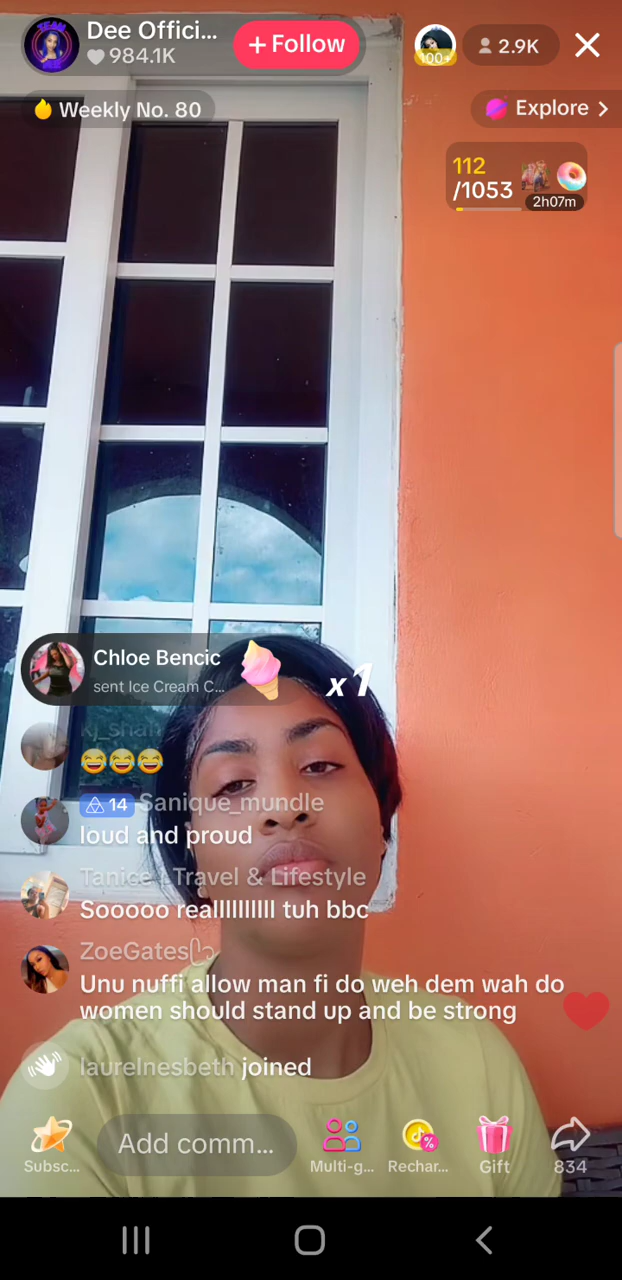 Dee Offici...
984.1K
+ Follow
100+
2.9K
Weekly No. 80
Explore >
112
/1053
2h07m
Chloe Bencic
sent Ice Cream C...
x1
kj_shan
😂😂😂
14 Sanique_mundle
loud and proud
Tanice | Travel & Lifestyle
Sooooo reallllllllll tuh bbc
ZoeGates
Unu nuffi allow man fi do weh dem wah do
women should stand up and be strong
laurelnesbeth joined
Add comm...
Subsc...
Multi-g...
Rechar...
Gift
834